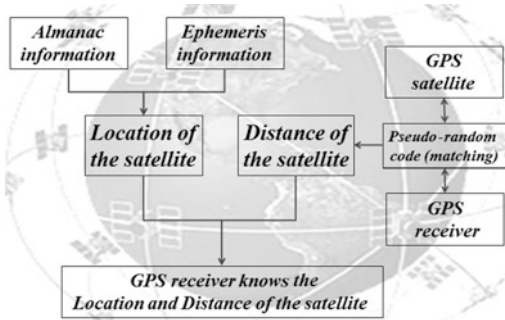 Almanac
information
Ephemeris
information
GPS
satellite
Location of
the satellite
Distance of
the satellite
Pseudo-random
code (matching)
GPS
receiver
GPS receiver knows the
Location and Distance of the satellite